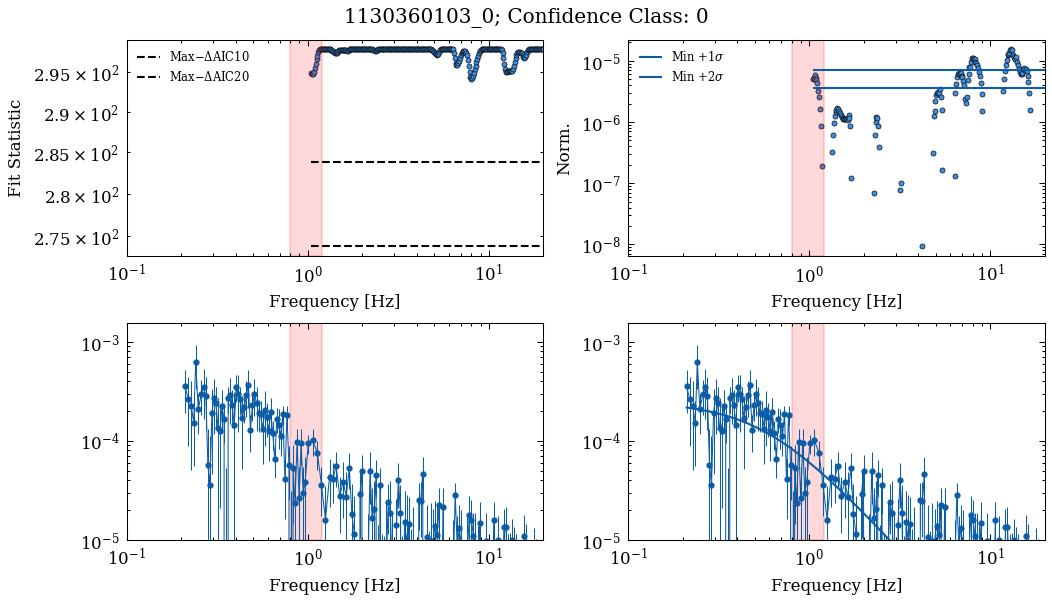 1130360103_0; Confidence Class: 0
Max−ΔAIC10
Max−ΔAIC20
Fit Statistic
2.95 × 10²
2.9 × 10²
2.85 × 10²
2.8 × 10²
2.75 × 10²
10⁻¹ 10⁰ 10¹
Frequency [Hz]
Min +1σ
Min +2σ
Norm.
10⁻⁵
10⁻⁶
10⁻⁷
10⁻⁸
10⁻¹ 10⁰ 10¹
Frequency [Hz]
10⁻³
10⁻⁴
10⁻⁵
10⁻¹ 10⁰ 10¹
Frequency [Hz]
10⁻³
10⁻⁴
10⁻⁵
10⁻¹ 10⁰ 10¹
Frequency [Hz]